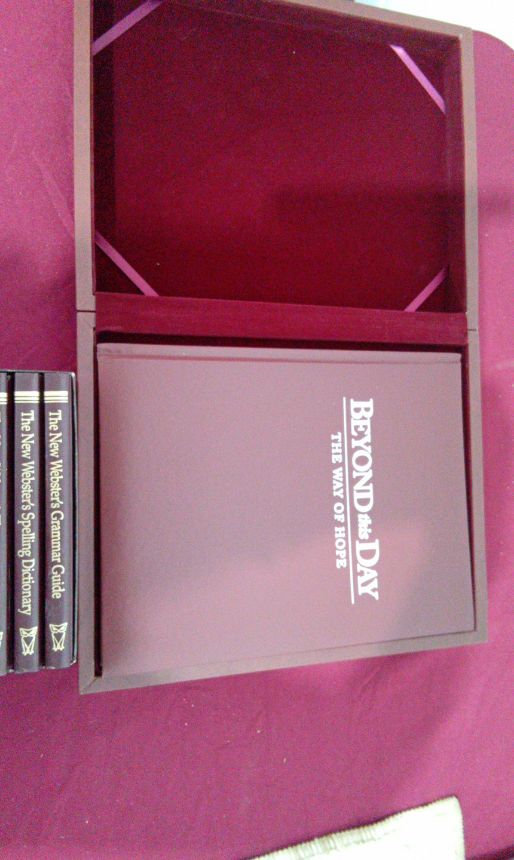 BEYOND this DAY
THE WAY OF HOPE
The New Webster's Grammar Guide
The New Webster's Spelling Dictionary